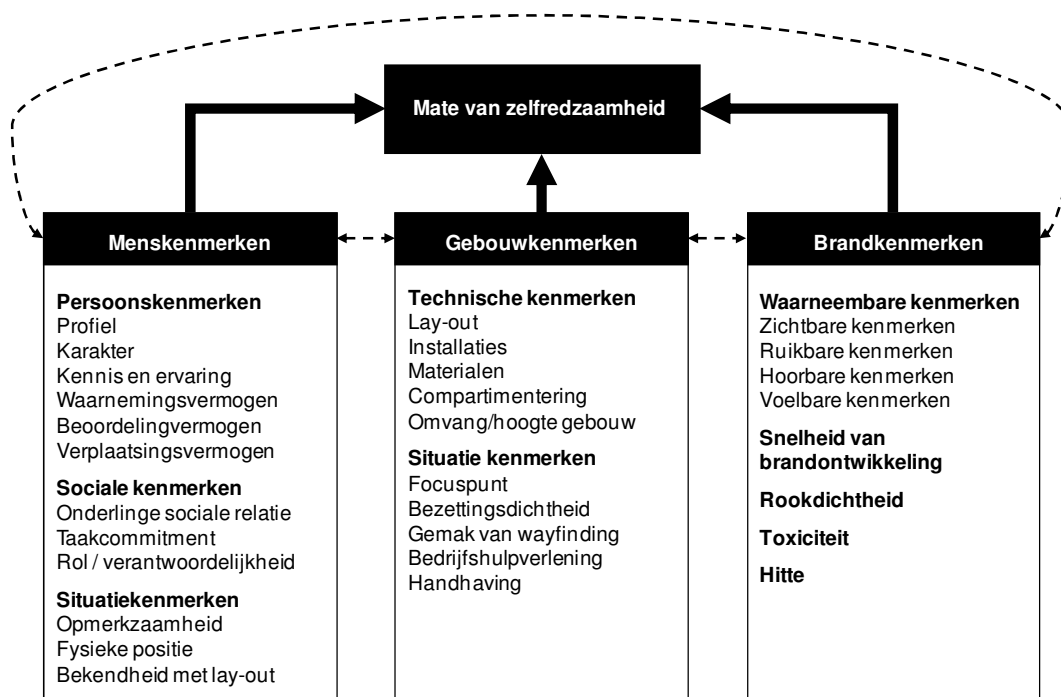 Mate van zelfredzaamheid
Menskenmerken
Persoonskenmerken
Profiel
Karakter
Kennis en ervaring
Waarnemingsvermogen
Beoordelingvermogen
Verplaatsingsvermogen
Sociale kenmerken
Onderlinge sociale relatie
Taakcommitment
Rol / verantwoordelijkheid
Situatiekenmerken
Opmerkzaamheid
Fysieke positie
Bekendheid met lay-out
Gebouwkenmerken
Technische kenmerken
Lay-out
Installaties
Materialen
Compartimentering
Omvang/hoogte gebouw
Situatie kenmerken
Focuspunt
Bezettingsdichtheid
Gemak van wayfinding
Bedrijfshulpverlening
Handhaving
Brandkenmerken
Waarneembare kenmerken
Zichtbare kenmerken
Ruikbare kenmerken
Hoorbare kenmerken
Voelbare kenmerken
Snelheid van
brandontwikkeling
Rookdichtheid
Toxiciteit
Hitte